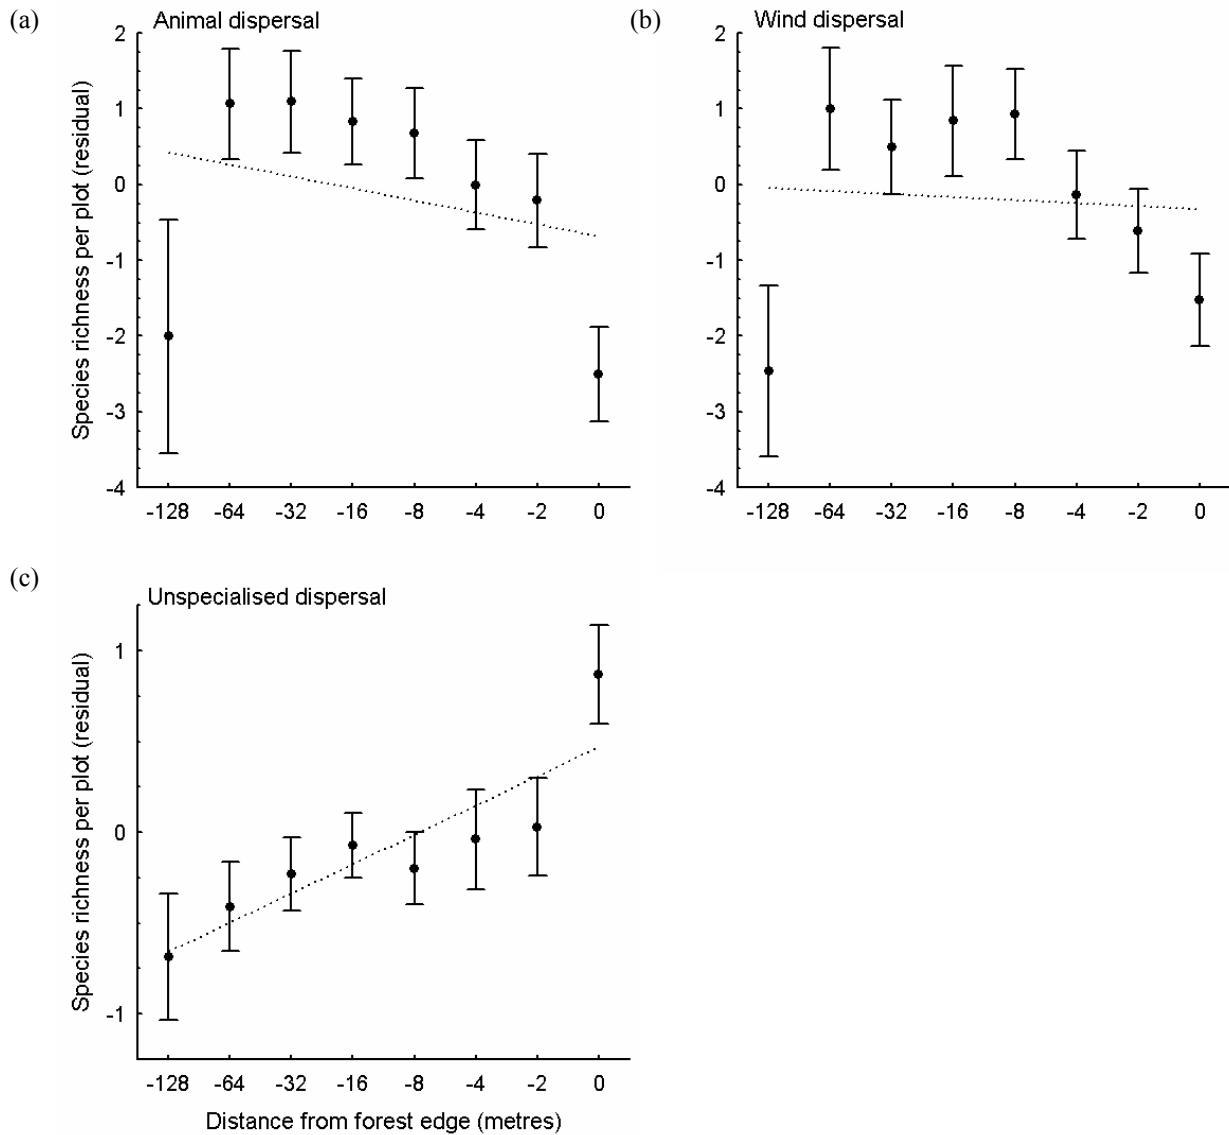 (a) Animal dispersal
Species richness per plot (residual)
2
1
0
-1
-2
-3
-4
-128 -64 -32 -16 -8 -4 -2 0
(b) Wind dispersal
2
1
0
-1
-2
-3
-4
-128 -64 -32 -16 -8 -4 -2 0
(c)
Unspecialised dispersal
Species richness per plot (residual)
1
0
-1
-128 -64 -32 -16 -8 -4 -2 0
Distance from forest edge (metres)